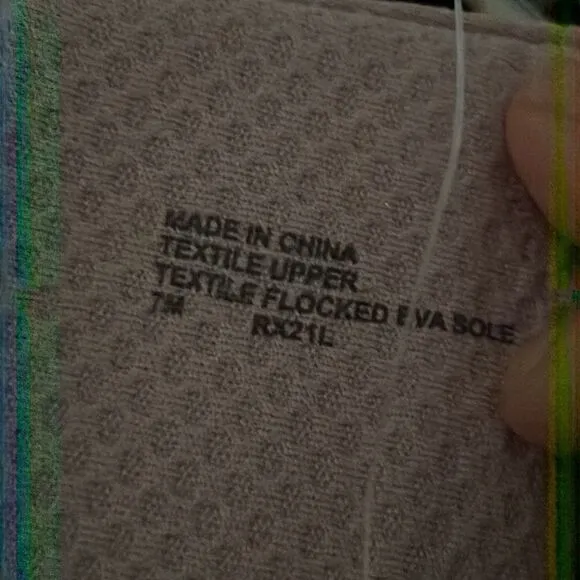 MADE IN CHINA
TEXTILE UPPER
TEXTILE FLOCKED EVA SOLE
7M RX21L